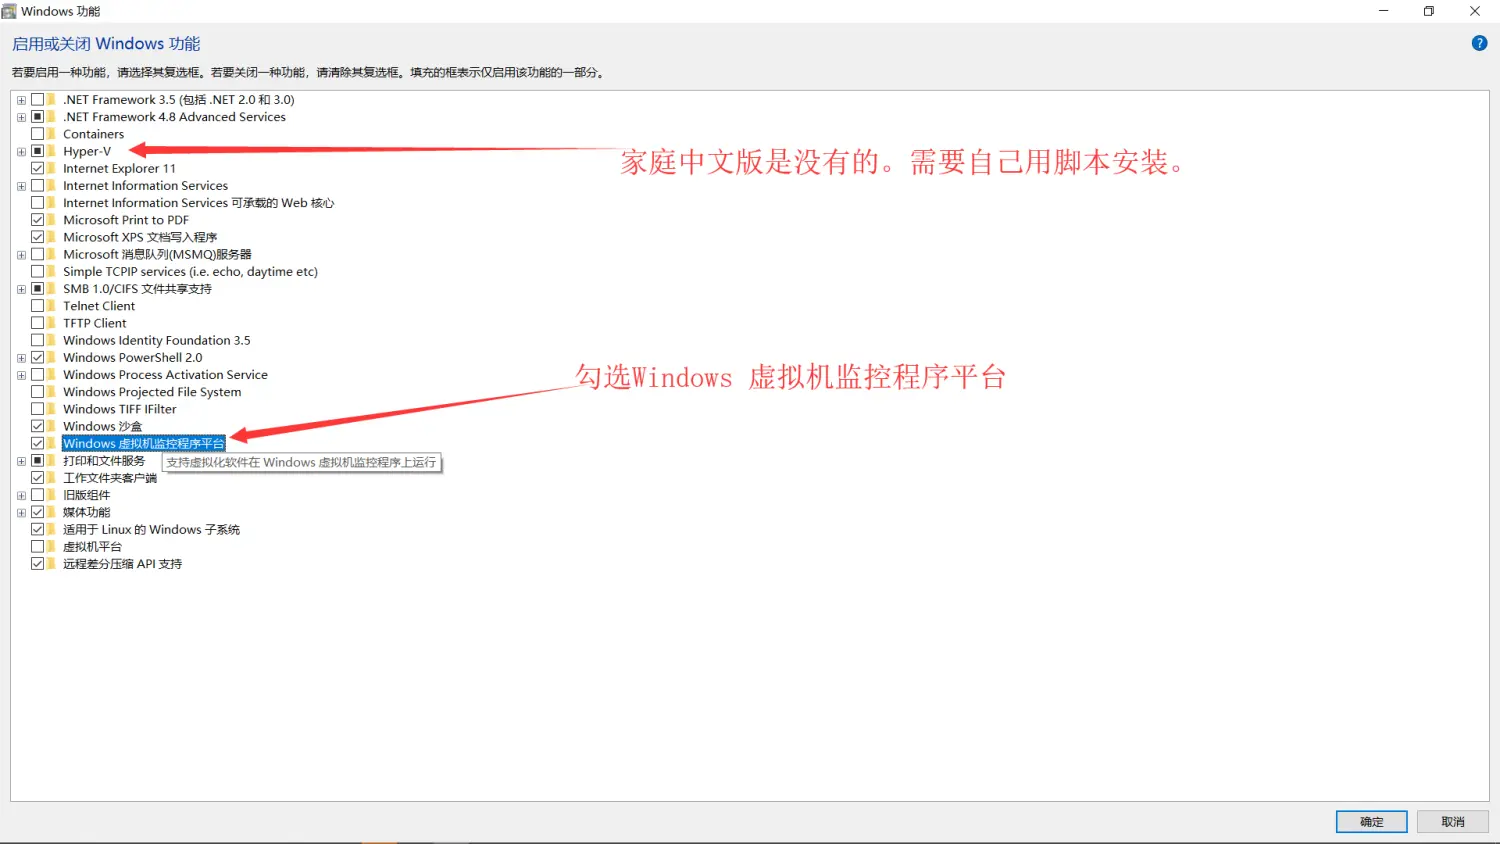 Windows 功能
启用或关闭 Windows 功能
若要启用一种功能，请选择其复选框。若要关闭一种功能，请清除其复选框。填充的框表示仅启用该功能的一部分。
.NET Framework 3.5 (包括 .NET 2.0 和 3.0)
.NET Framework 4.8 Advanced Services
Containers
Hyper-V
家庭中文版是没有的。需要自己用脚本安装。
Internet Explorer 11
Internet Information Services
Internet Information Services 可承载的 Web 核心
Microsoft Print to PDF
Microsoft XPS 文档写入程序
Microsoft 消息队列(MSMQ)服务器
Simple TCPIP services (i.e. echo, daytime etc)
SMB 1.0/CIFS 文件共享支持
Telnet Client
TFTP Client
Windows Identity Foundation 3.5
Windows PowerShell 2.0
Windows Process Activation Service
勾选Windows 虚拟机监控程序平台
Windows Projected File System
Windows TIFF IFilter
Windows 沙盒
Windows 虚拟机监控程序平台
打印和文件服务
支持虚拟化软件在 Windows 虚拟机监控程序上运行
工作文件夹客户端
旧版组件
媒体功能
适用于 Linux 的 Windows 子系统
虚拟机平台
远程差分压缩 API 支持
确定
取消